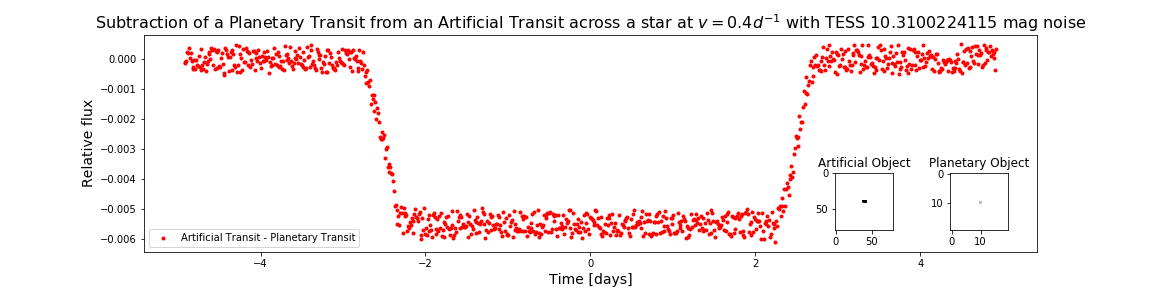 Subtraction of a Planetary Transit from an Artificial Transit across a star at v = 0.4d⁻¹ with TESS 10.3100224115 mag noise
Relative flux
0.000
−0.001
−0.002
−0.003
−0.004
−0.005
−0.006
Artificial Transit - Planetary Transit
Artificial Object
0
50
0 50
Planetary Object
0
10
0 10
−4 −2 0 2 4
Time [days]